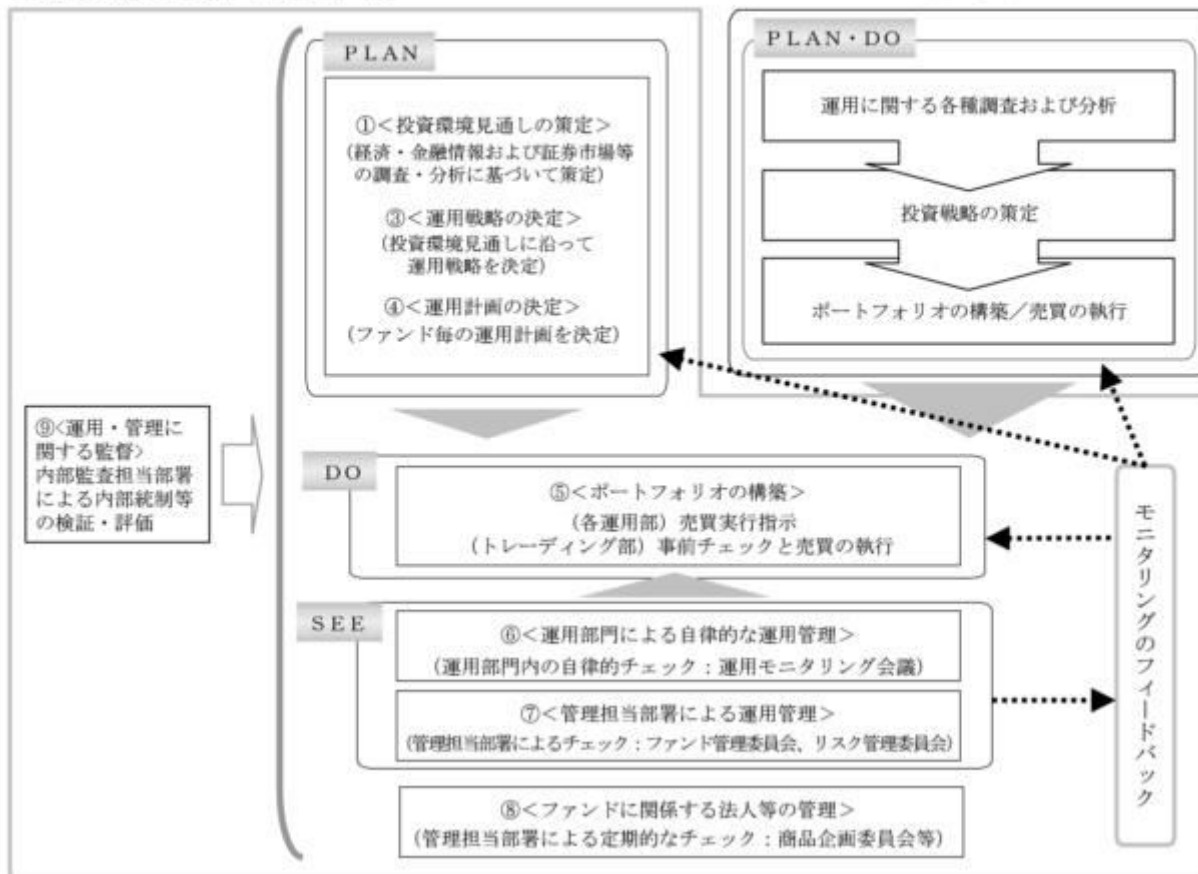 PLAN
①<投資環境見通しの策定>
(経済・金融情報および証券市場等
の調査・分析に基づいて策定)
③<運用戦略の決定>
(投資環境見通しに沿って
運用戦略を決定)
④<運用計画の決定>
(ファンド毎の運用計画を決定)
PLAN・DO
運用に関する各種調査および分析
投資戦略の策定
ポートフォリオの構築／売買の執行
⑨<運用・管理に
関する監督>
内部監査担当部署
による内部統制等
の検証・評価
DO
⑤<ポートフォリオの構築>
(各運用部) 売買実行指示
(トレーディング部) 事前チェックと売買の執行
SEE
⑥<運用部門による自律的な運用管理>
(運用部門内の自律的チェック：運用モニタリング会議)
⑦<管理担当部署による運用管理>
(管理担当部署によるチェック：ファンド管理委員会、リスク管理委員会)
⑧<ファンドに関係する法人等の管理>
(管理担当部署による定期的なチェック：商品企画委員会等)
モニタリングのフィードバック